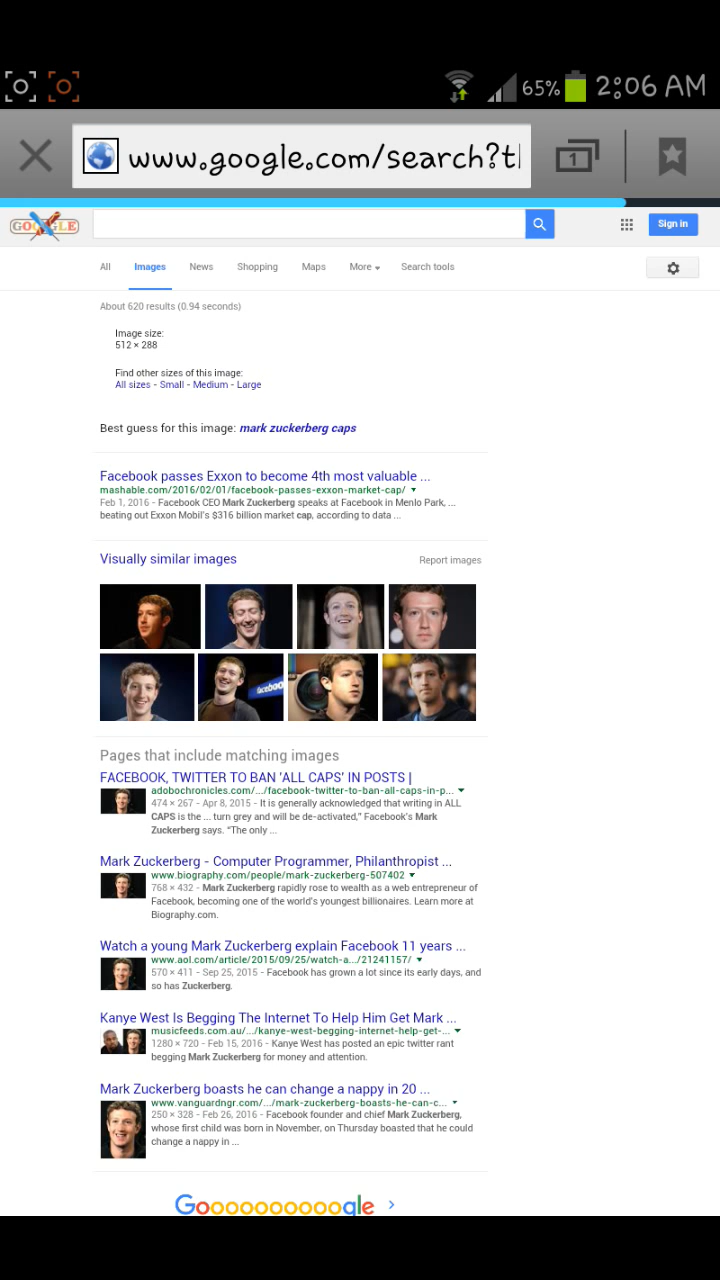 65% 2:06 AM
www.google.com/search?t
1
GOOGLE
Sign in
All Images News Shopping Maps More Search tools
About 620 results (0.94 seconds)
Image size:
512 × 288
Find other sizes of this image:
All sizes - Small - Medium - Large
Best guess for this image: mark zuckerberg caps
Facebook passes Exxon to become 4th most valuable ...
mashable.com/2016/02/01/facebook-passes-exxon-market-cap/
Feb 1, 2016 - Facebook CEO Mark Zuckerberg speaks at Facebook in Menlo Park, ...
beating out Exxon Mobil's $316 billion market cap, according to data ...
Visually similar images Report images
facebook
Pages that include matching images
FACEBOOK, TWITTER TO BAN 'ALL CAPS' IN POSTS |
adobochronicles.com/.../facebook-twitter-to-ban-all-caps-in-p...
474 × 267 - Apr 8, 2015 - It is generally acknowledged that writing in ALL
CAPS is the ... turn grey and will be de-activated,” Facebook's Mark
Zuckerberg says. “The only ...
Mark Zuckerberg - Computer Programmer, Philanthropist ...
www.biography.com/people/mark-zuckerberg-507402
768 × 432 - Mark Zuckerberg rapidly rose to wealth as a web entrepreneur of
Facebook, becoming one of the world's youngest billionaires. Learn more at
Biography.com.
Watch a young Mark Zuckerberg explain Facebook 11 years ...
www.aol.com/article/2015/09/25/watch-a.../21241157/
570 × 411 - Sep 25, 2015 - Facebook has grown a lot since its early days, and
so has Zuckerberg.
Kanye West Is Begging The Internet To Help Him Get Mark ...
musicfeeds.com.au/.../kanye-west-begging-internet-help-get-...
1280 × 720 - Feb 15, 2016 - Kanye West has posted an epic twitter rant
begging Mark Zuckerberg for money and attention.
Mark Zuckerberg boasts he can change a nappy in 20 ...
www.vanguardngr.com/.../mark-zuckerberg-boasts-he-can-c...
250 × 328 - Feb 26, 2016 - Facebook founder and chief Mark Zuckerberg,
whose first child was born in November, on Thursday boasted that he could
change a nappy in ...
Goooooooooogle